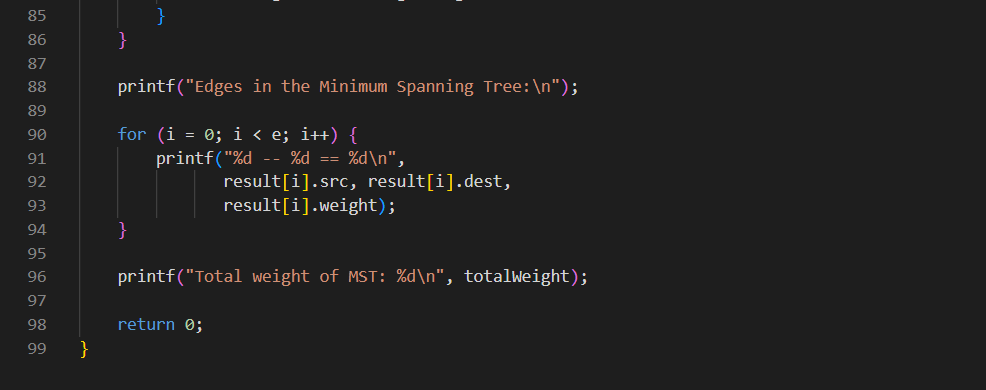 85 }
86 }
87
88 printf("Edges in the Minimum Spanning Tree:\n");
89
90 for (i = 0; i < e; i++) {
91 printf("%d -- %d == %d\n",
92 result[i].src, result[i].dest,
93 result[i].weight);
94 }
95
96 printf("Total weight of MST: %d\n", totalWeight);
97
98 return 0;
99 }